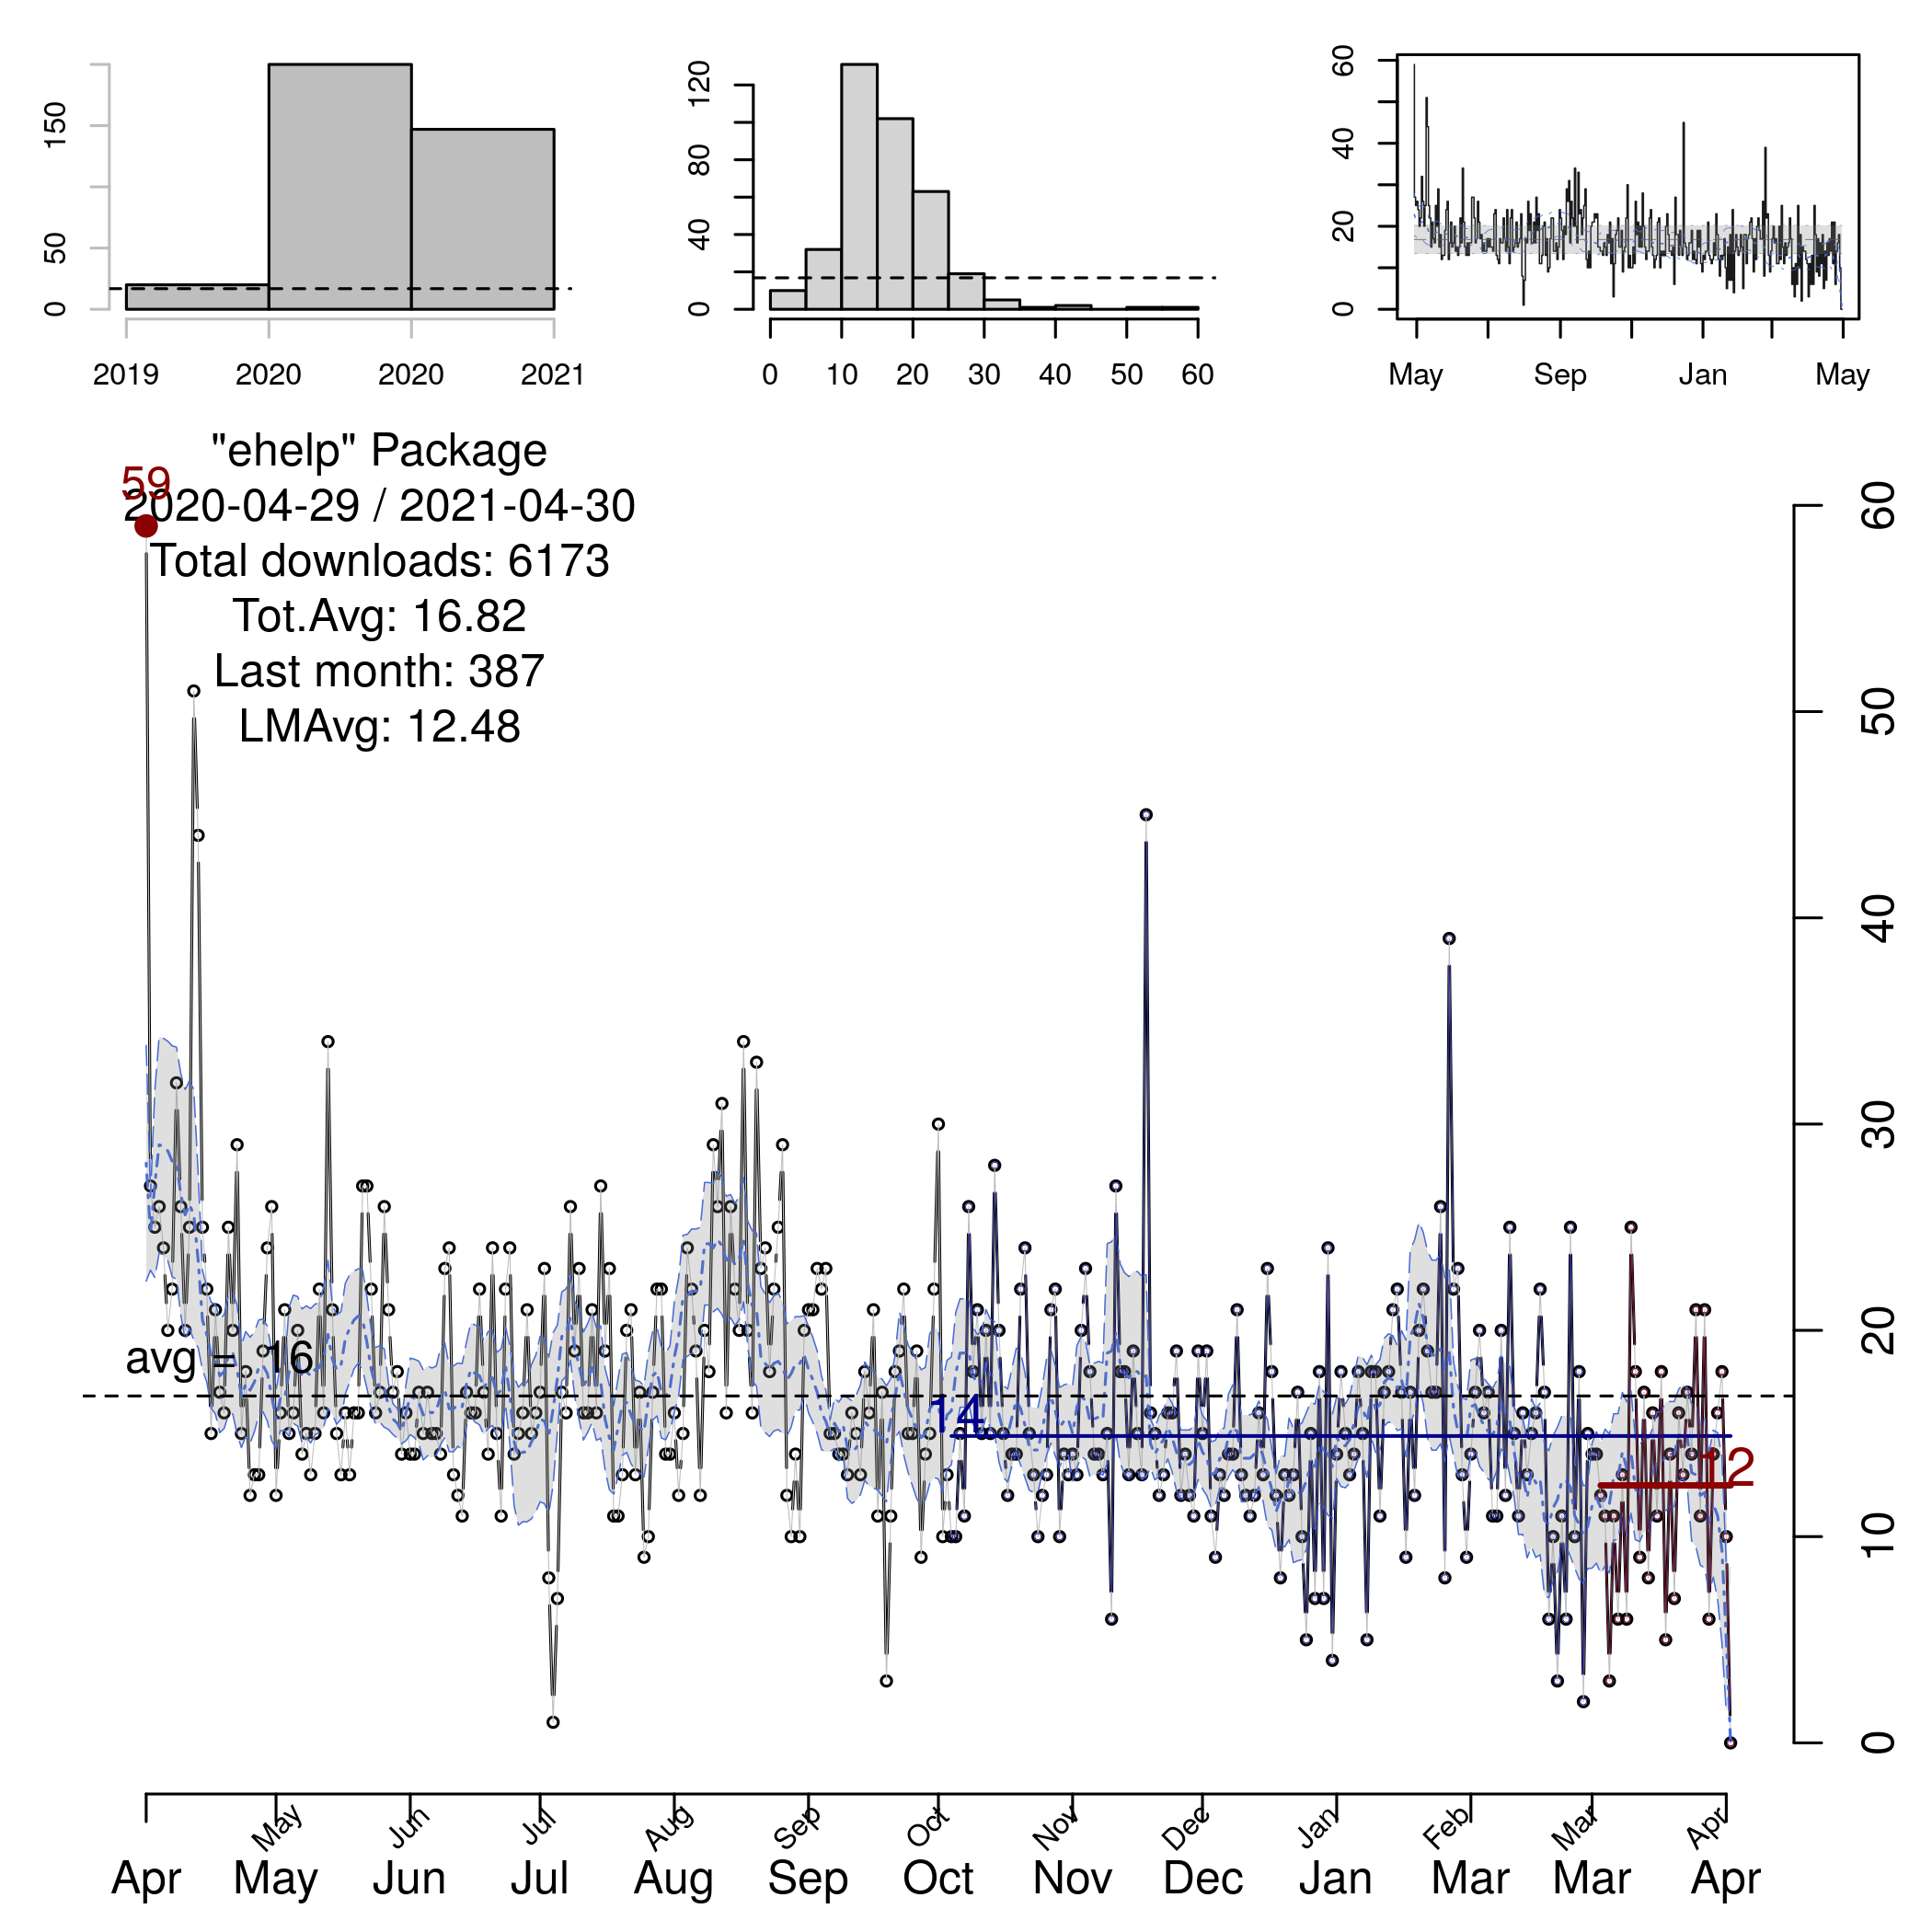 150
50
0
2019 2020 2020 2021
120
80
40
0
0 10 20 30 40 50 60
60
40
20
0
May Sep Jan May
"ehelp" Package
59
2020-04-29 / 2021-04-30
Total downloads: 6173
Tot.Avg: 16.82
Last month: 387
LMAvg: 12.48
60
50
40
30
20
10
0
avg = 16
14
12
May Jun Jul Aug Sep Oct Nov Dec Jan Feb Mar Apr
Apr May Jun Jul Aug Sep Oct Nov Dec Jan Mar Mar Apr